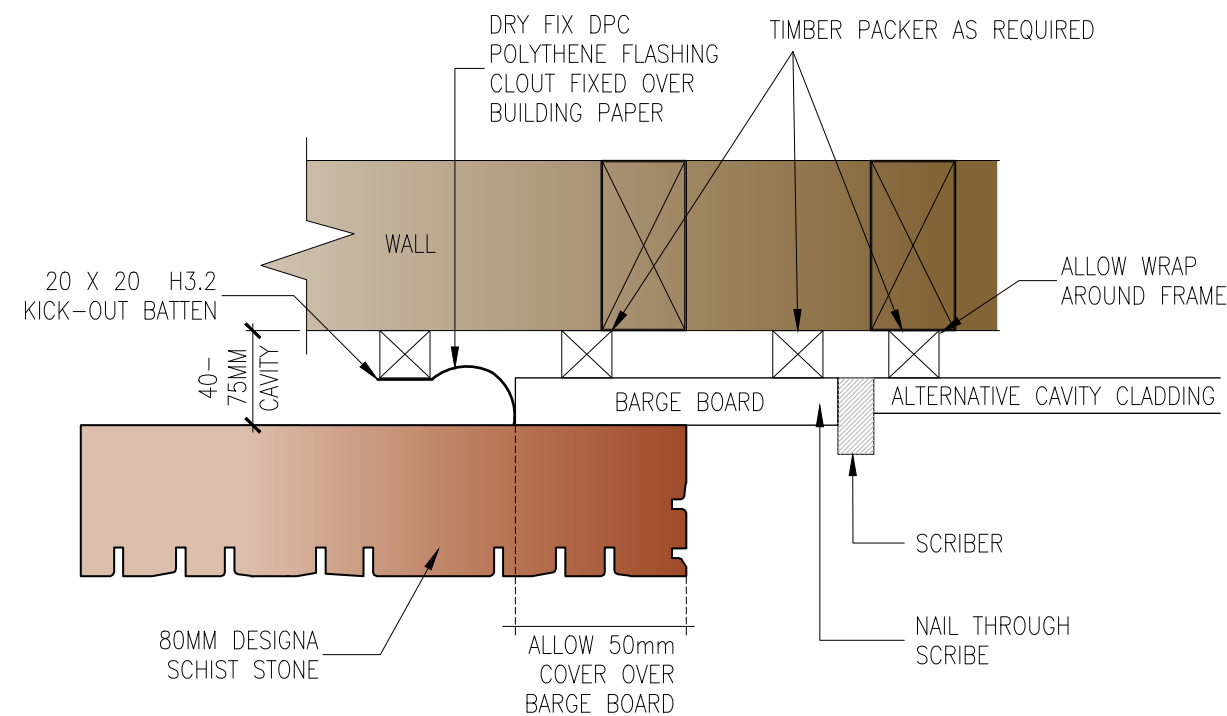 DRY FIX DPC
POLYTHENE FLASHING
CLOUT FIXED OVER
BUILDING PAPER
TIMBER PACKER AS REQUIRED
WALL
20 X 20 H3.2
KICK-OUT BATTEN
ALLOW WRAP
AROUND FRAME
40-
75MM
CAVITY
BARGE BOARD
ALTERNATIVE CAVITY CLADDING
SCRIBER
80MM DESIGNA
SCHIST STONE
ALLOW 50mm
COVER OVER
BARGE BOARD
NAIL THROUGH
SCRIBE